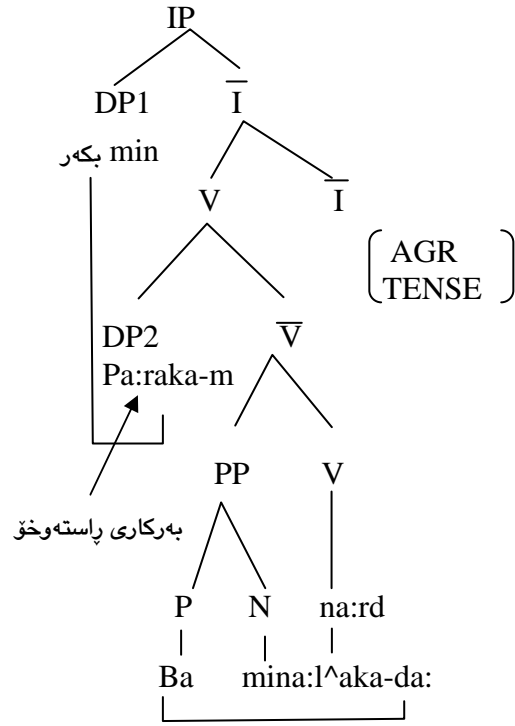 IP
DP1 I̅
بکەر min
V I̅
AGR
TENSE
DP2 V̅
Pa:raka-m
PP V
بەرکاری ڕاستەوخۆ
P N na:rd
Ba mina:l^aka-da: